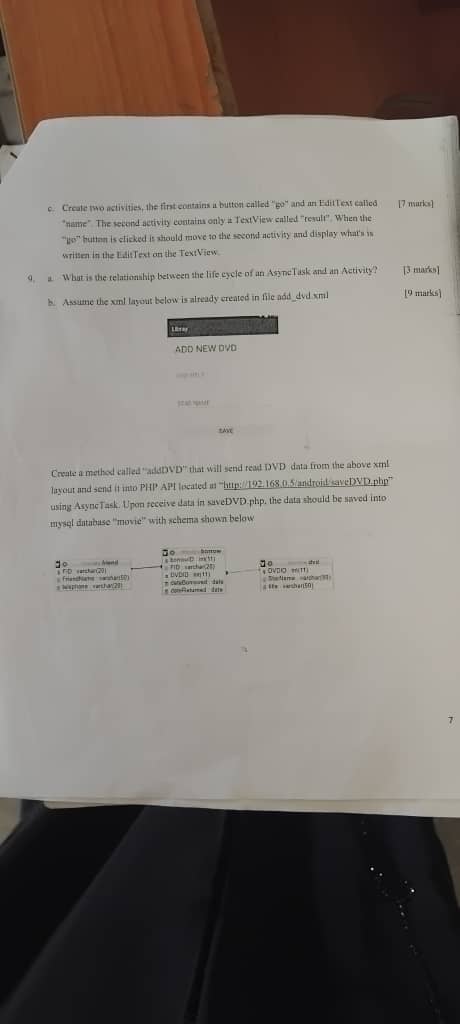 c. Create two activities, the first contains a button called "go" and an EditText called [7 marks]
"name". The second activity contains only a TextView called "result". When the
"go" button is clicked it should move to the second activity and display what's is
written in the EditText on the TextView.
9. a. What is the relationship between the life cycle of an AsyncTask and an Activity? [3 marks]
b. Assume the xml layout below is already created in file add_dvd.xml [9 marks]
Library
ADD NEW DVD
SAVE
Create a method called "addDVD" that will send read DVD data from the above xml
layout and send it into PHP API located at "http://192.168.0.5/android/saveDVD.php"
using AsyncTask. Upon receive data in saveDVD.php, the data should be saved into
mysql database "movie" with schema shown below
friend
FID varchar(20)
FriendName varchar(50)
telephone varchar(20)
borrow
borrowID int(11)
FID varchar(20)
DVDID int(11)
dateBorrowed date
dateReturned date
dvd
DVDID int(11)
StarName varchar(50)
title varchar(50)
7